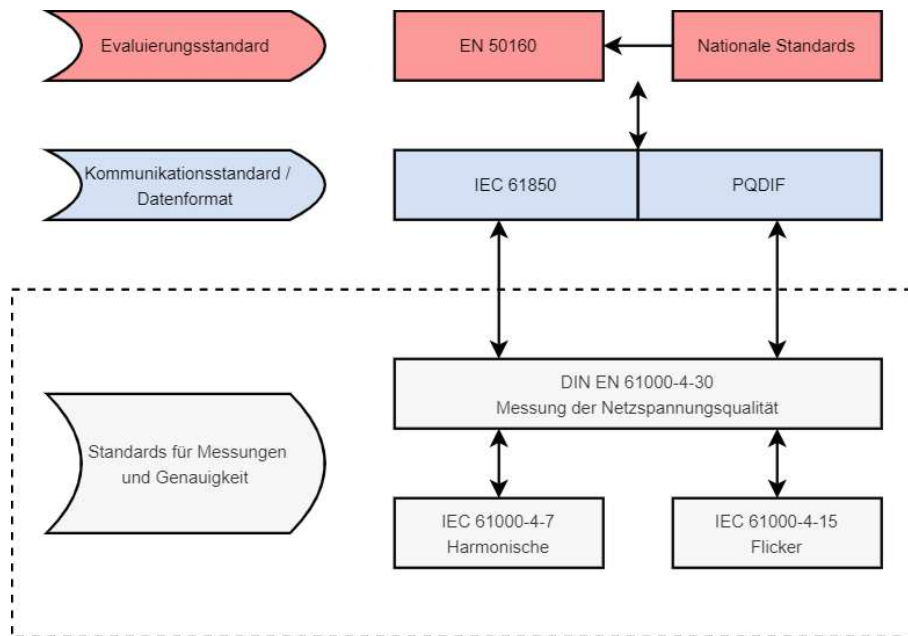 Evaluierungsstandard
EN 50160
Nationale Standards
Kommunikationsstandard /
Datenformat
IEC 61850
PQDIF
DIN EN 61000-4-30
Messung der Netzspannungsqualität
Standards für Messungen
und Genauigkeit
IEC 61000-4-7
Harmonische
IEC 61000-4-15
Flicker